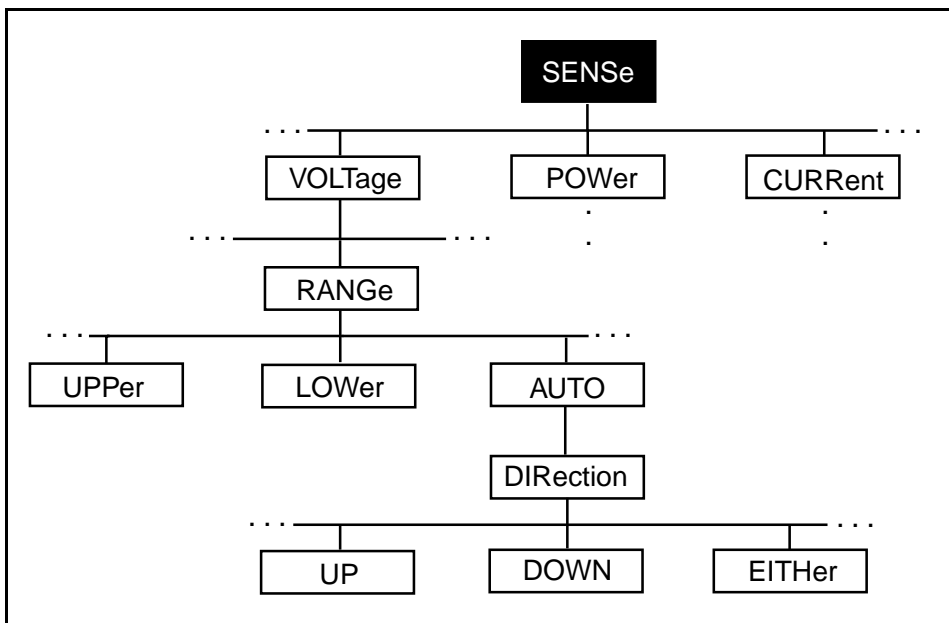 SENSe
VOLTage POWer CURRent
RANGe
UPPer LOWer AUTO
DIRection
UP DOWN EITHer